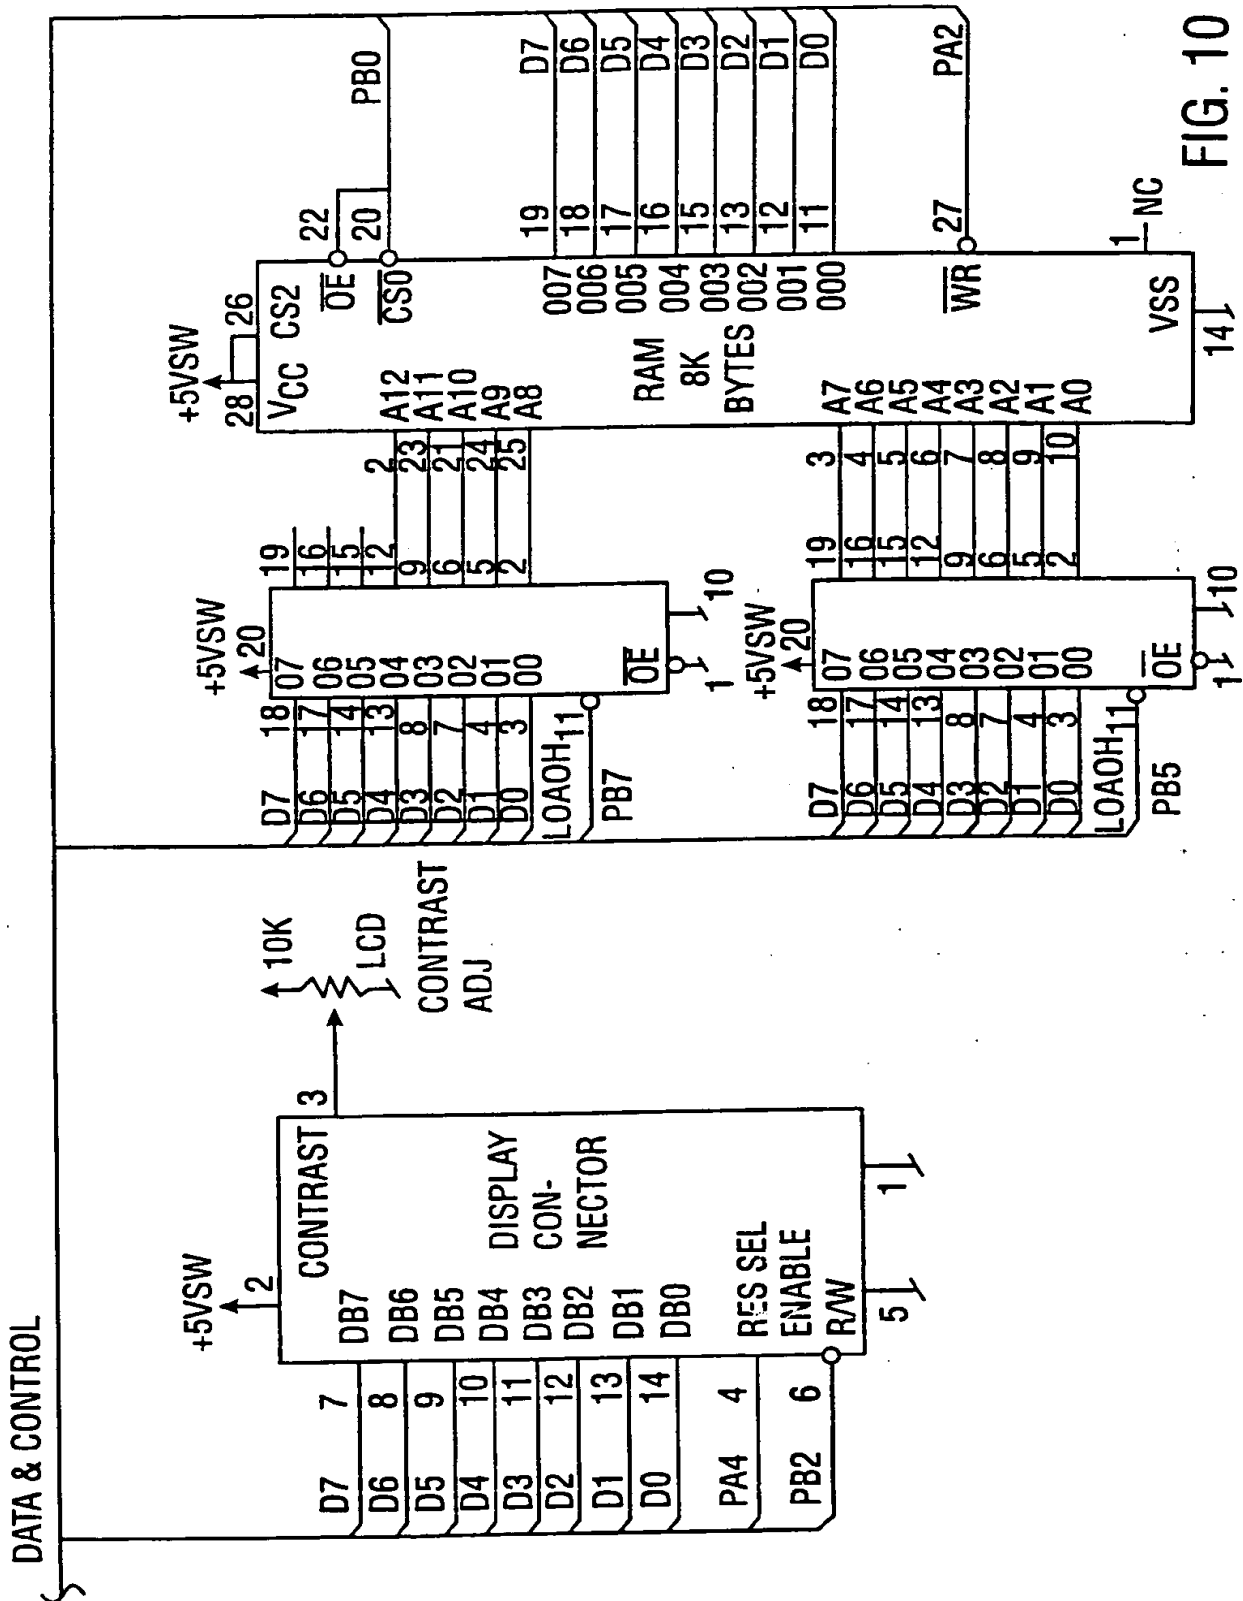 DATA & CONTROL
+5VSW
2
CONTRAST
3
10K
LCD
CONTRAST
ADJ
DISPLAY
CON-
NECTOR
D7 7 DB7
D6 8 DB6
D5 9 DB5
D4 10 DB4
D3 11 DB3
D2 12 DB2
D1 13 DB1
D0 14 DB0
PA4 4 RES SEL
ENABLE
PB2 6 R/W
5
1
+5VSW
20
D7 18 07 19
D6 17 06 16
D5 14 05 15
D4 13 04 12
D3 8 03 9
D2 7 02 6
D1 4 01 5
D0 3 00 2
LOAOH 11
PB7
OE
1
10
+5VSW
20
D7 18 07 19
D6 17 06 16
D5 14 05 15
D4 13 04 12
D3 8 03 9
D2 7 02 6
D1 4 01 5
D0 3 00 2
LOAOH 11
PB5
OE
1
10
+5VSW
28
26
VCC
CS2
2 A12
23 A11
21 A10
24 A9
25 A8
RAM
8K
BYTES
3 A7
4 A6
5 A5
6 A4
7 A3
8 A2
9 A1
10 A0
OE 22
CS0 20
PB0
007 19 D7
006 18 D6
005 17 D5
004 16 D4
003 15 D3
002 13 D2
001 12 D1
000 11 D0
WR 27 PA2
1 NC
VSS
14
FIG. 10